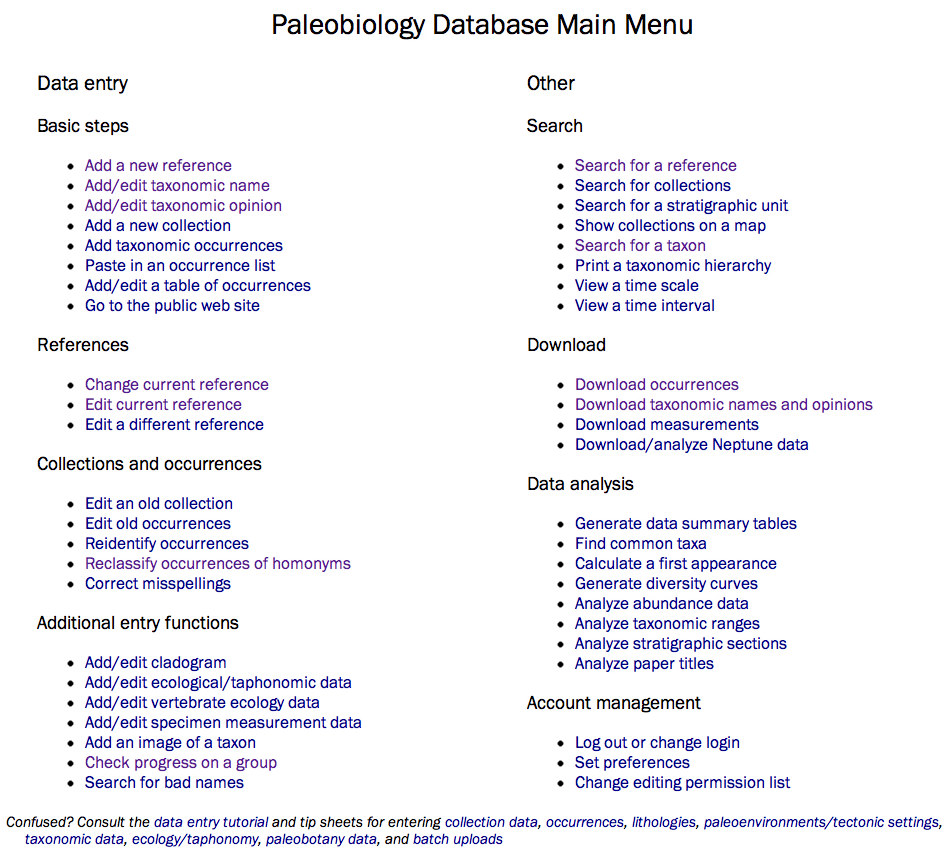 Paleobiology Database Main Menu
Data entry
Basic steps
Add a new reference
Add/edit taxonomic name
Add/edit taxonomic opinion
Add a new collection
Add taxonomic occurrences
Paste in an occurrence list
Add/edit a table of occurrences
Go to the public web site
References
Change current reference
Edit current reference
Edit a different reference
Collections and occurrences
Edit an old collection
Edit old occurrences
Reidentify occurrences
Reclassify occurrences of homonyms
Correct misspellings
Additional entry functions
Add/edit cladogram
Add/edit ecological/taphonomic data
Add/edit vertebrate ecology data
Add/edit specimen measurement data
Add an image of a taxon
Check progress on a group
Search for bad names
Other
Search
Search for a reference
Search for collections
Search for a stratigraphic unit
Show collections on a map
Search for a taxon
Print a taxonomic hierarchy
View a time scale
View a time interval
Download
Download occurrences
Download taxonomic names and opinions
Download measurements
Download/analyze Neptune data
Data analysis
Generate data summary tables
Find common taxa
Calculate a first appearance
Generate diversity curves
Analyze abundance data
Analyze taxonomic ranges
Analyze stratigraphic sections
Analyze paper titles
Account management
Log out or change login
Set preferences
Change editing permission list
Confused? Consult the data entry tutorial and tip sheets for entering collection data, occurrences, lithologies, paleoenvironments/tectonic settings,
taxonomic data, ecology/taphonomy, paleobotany data, and batch uploads